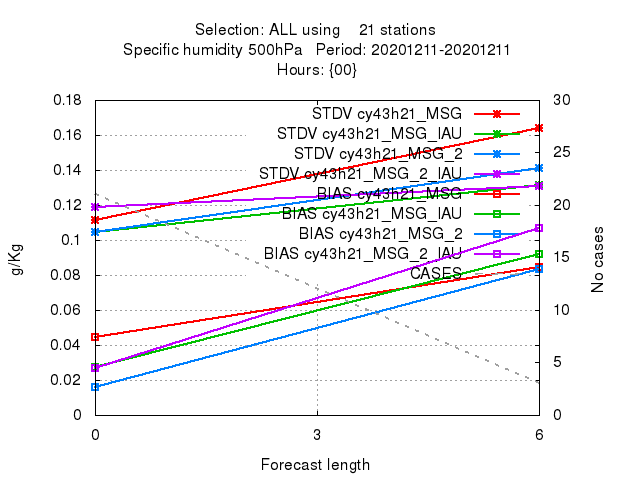 Selection: ALL using 21 stations
Specific humidity 500hPa Period: 20201211-20201211
Hours: {00}
STDV cy43h21_MSG
STDV cy43h21_MSG_IAU
STDV cy43h21_MSG_2
STDV cy43h21_MSG_2_IAU
BIAS cy43h21_MSG
BIAS cy43h21_MSG_IAU
BIAS cy43h21_MSG_2
BIAS cy43h21_MSG_2_IAU
CASES
g/Kg
0.18
0.16
0.14
0.12
0.1
0.08
0.06
0.04
0.02
0
No cases
30
25
20
15
10
5
0
0 3 6
Forecast length